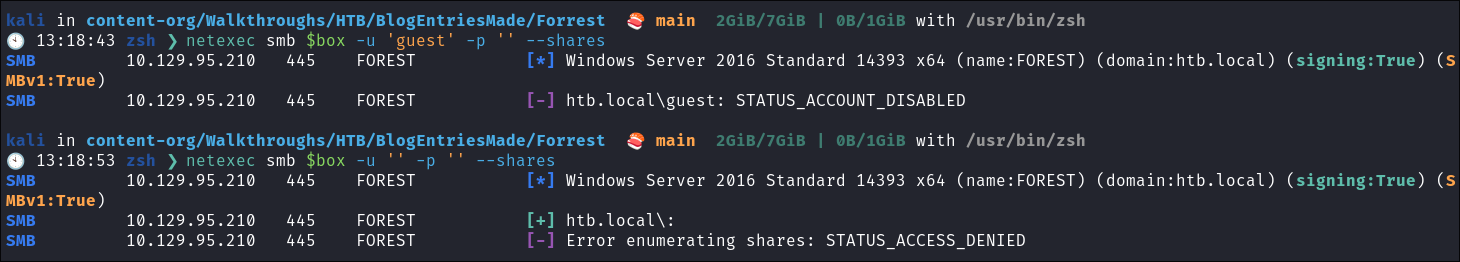 kali in content-org/Walkthroughs/HTB/BlogEntriesMade/Forrest 🍣 main 2GiB/7GiB | 0B/1GiB with /usr/bin/zsh
🕙 13:18:43 zsh ❯ netexec smb $box -u 'guest' -p '' --shares
SMB 10.129.95.210 445 FOREST [*] Windows Server 2016 Standard 14393 x64 (name:FOREST) (domain:htb.local) (signing:True) (S
MBv1:True)
SMB 10.129.95.210 445 FOREST [-] htb.local\guest: STATUS_ACCOUNT_DISABLED
kali in content-org/Walkthroughs/HTB/BlogEntriesMade/Forrest 🍣 main 2GiB/7GiB | 0B/1GiB with /usr/bin/zsh
🕙 13:18:53 zsh ❯ netexec smb $box -u '' -p '' --shares
SMB 10.129.95.210 445 FOREST [*] Windows Server 2016 Standard 14393 x64 (name:FOREST) (domain:htb.local) (signing:True) (S
MBv1:True)
SMB 10.129.95.210 445 FOREST [+] htb.local\:
SMB 10.129.95.210 445 FOREST [-] Error enumerating shares: STATUS_ACCESS_DENIED